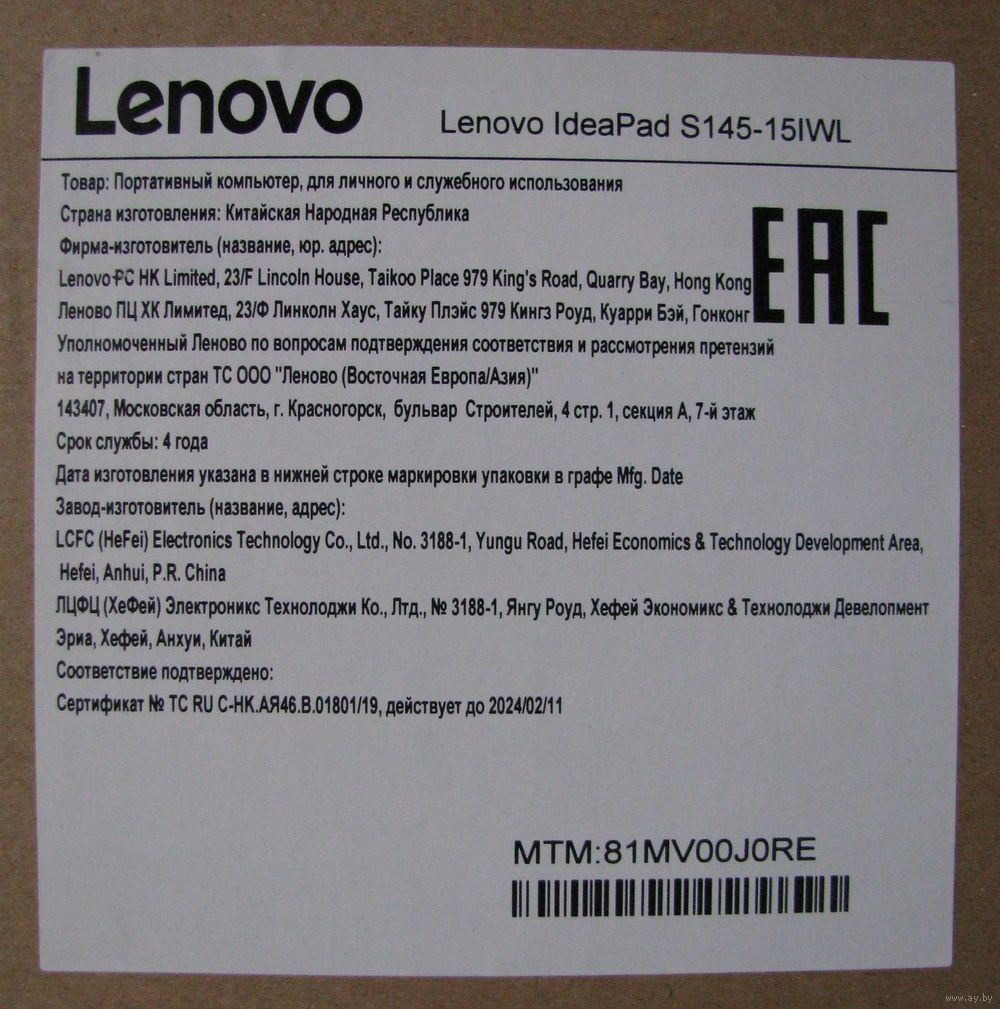 Lenovo
Lenovo IdeaPad S145-15IWL
Товар: Портативный компьютер, для личного и служебного использования
Страна изготовления: Китайская Народная Республика
Фирма-изготовитель (название, юр. адрес):
EAC
Lenovo PC HK Limited, 23/F Lincoln House, Taikoo Place 979 King's Road, Quarry Bay, Hong Kong
Леново ПЦ ХК Лимитед, 23/Ф Линколн Хаус, Тайку Плэйс 979 Кингз Роуд, Куарри Бэй, Гонконг
Уполномоченный Леново по вопросам подтверждения соответствия и рассмотрения претензий
на территории стран ТС ООО "Леново (Восточная Европа/Азия)"
143407, Московская область, г. Красногорск, бульвар Строителей, 4 стр. 1, секция А, 7-й этаж
Срок службы: 4 года
Дата изготовления указана в нижней строке маркировки упаковки в графе Mfg. Date
Завод-изготовитель (название, адрес):
LCFC (HeFei) Electronics Technology Co., Ltd., No. 3188-1, Yungu Road, Hefei Economics & Technology Development Area,
Hefei, Anhui, P.R. China
ЛЦФЦ (ХеФей) Электроникс Технолоджи Ко., Лтд., № 3188-1, Янгу Роуд, Хефей Экономикс & Технолоджи Девелопмент
Эриа, Хефей, Анхуи, Китай
Соответствие подтверждено:
Сертификат № ТС RU С-НК.АЯ46.В.01801/19, действует до 2024/02/11
MTM:81MV00J0RE
www.ay.by